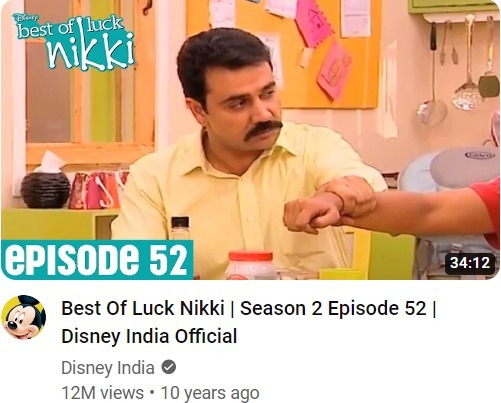 Disney
best of luck
nikki
EPISODE 52
34:12
Best Of Luck Nikki | Season 2 Episode 52 |
Disney India Official
Disney India
12M views • 10 years ago